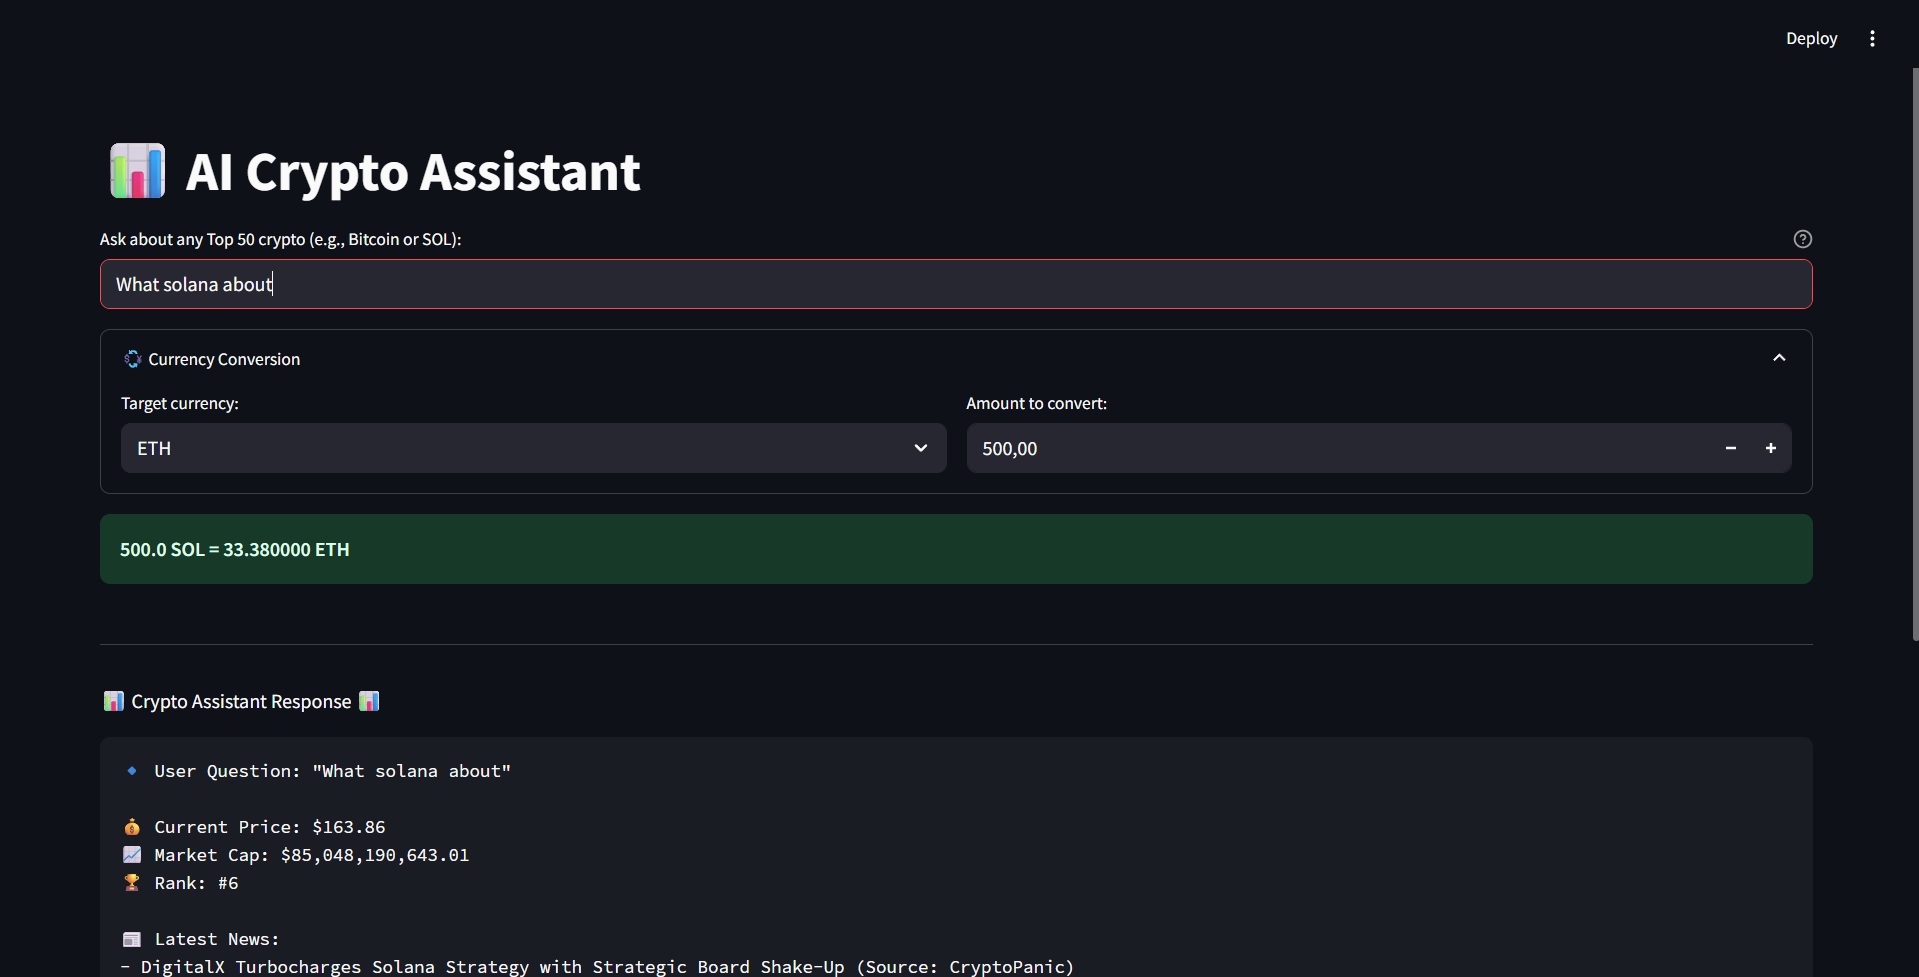 Deploy
AI Crypto Assistant
Ask about any Top 50 crypto (e.g., Bitcoin or SOL):
What solana about
Currency Conversion
Target currency:
Amount to convert:
ETH
500,00
500.0 SOL = 33.380000 ETH
Crypto Assistant Response
User Question: "What solana about"
Current Price: $163.86
Market Cap: $85,048,190,643.01
Rank: #6
Latest News:
- DigitalX Turbocharges Solana Strategy with Strategic Board Shake-Up (Source: CryptoPanic)